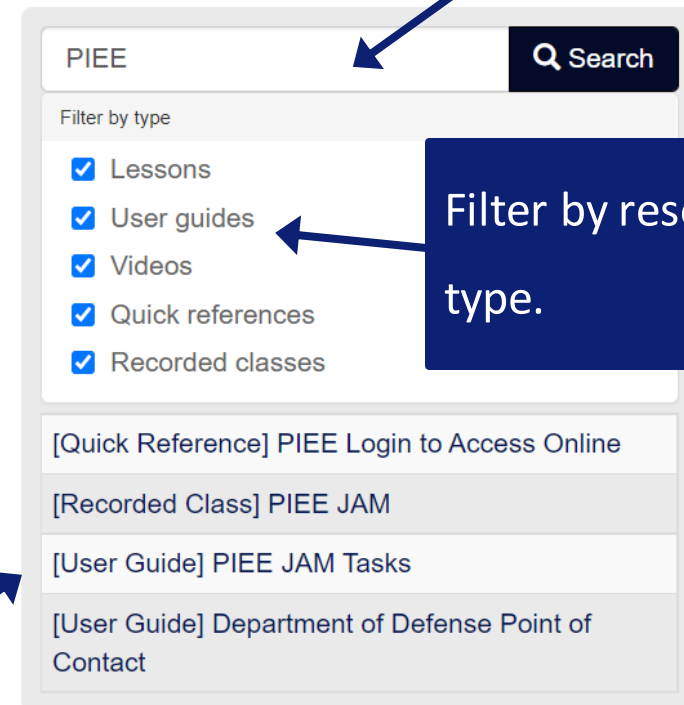 PIEE
Search
Filter by type
Lessons
User guides
Videos
Quick references
Recorded classes
Filter by
type.
[Quick Reference] PIEE Login to Access Online
[Recorded Class] PIEE JAM
[User Guide] PIEE JAM Tasks
[User Guide] Department of Defense Point of
Contact